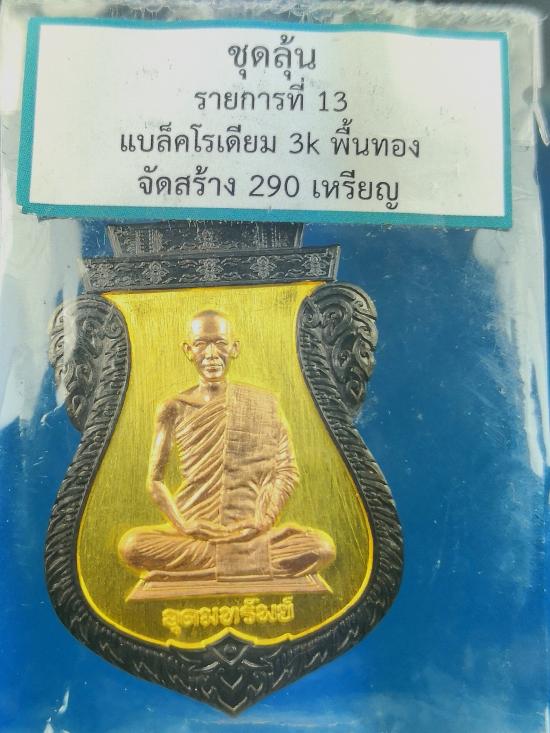 ชุดลุ้น
รายการที่ 13
แบล็คโรเดียม 3k พื้นทอง
จัดสร้าง 290 เหรียญ
อุดมทรัพย์